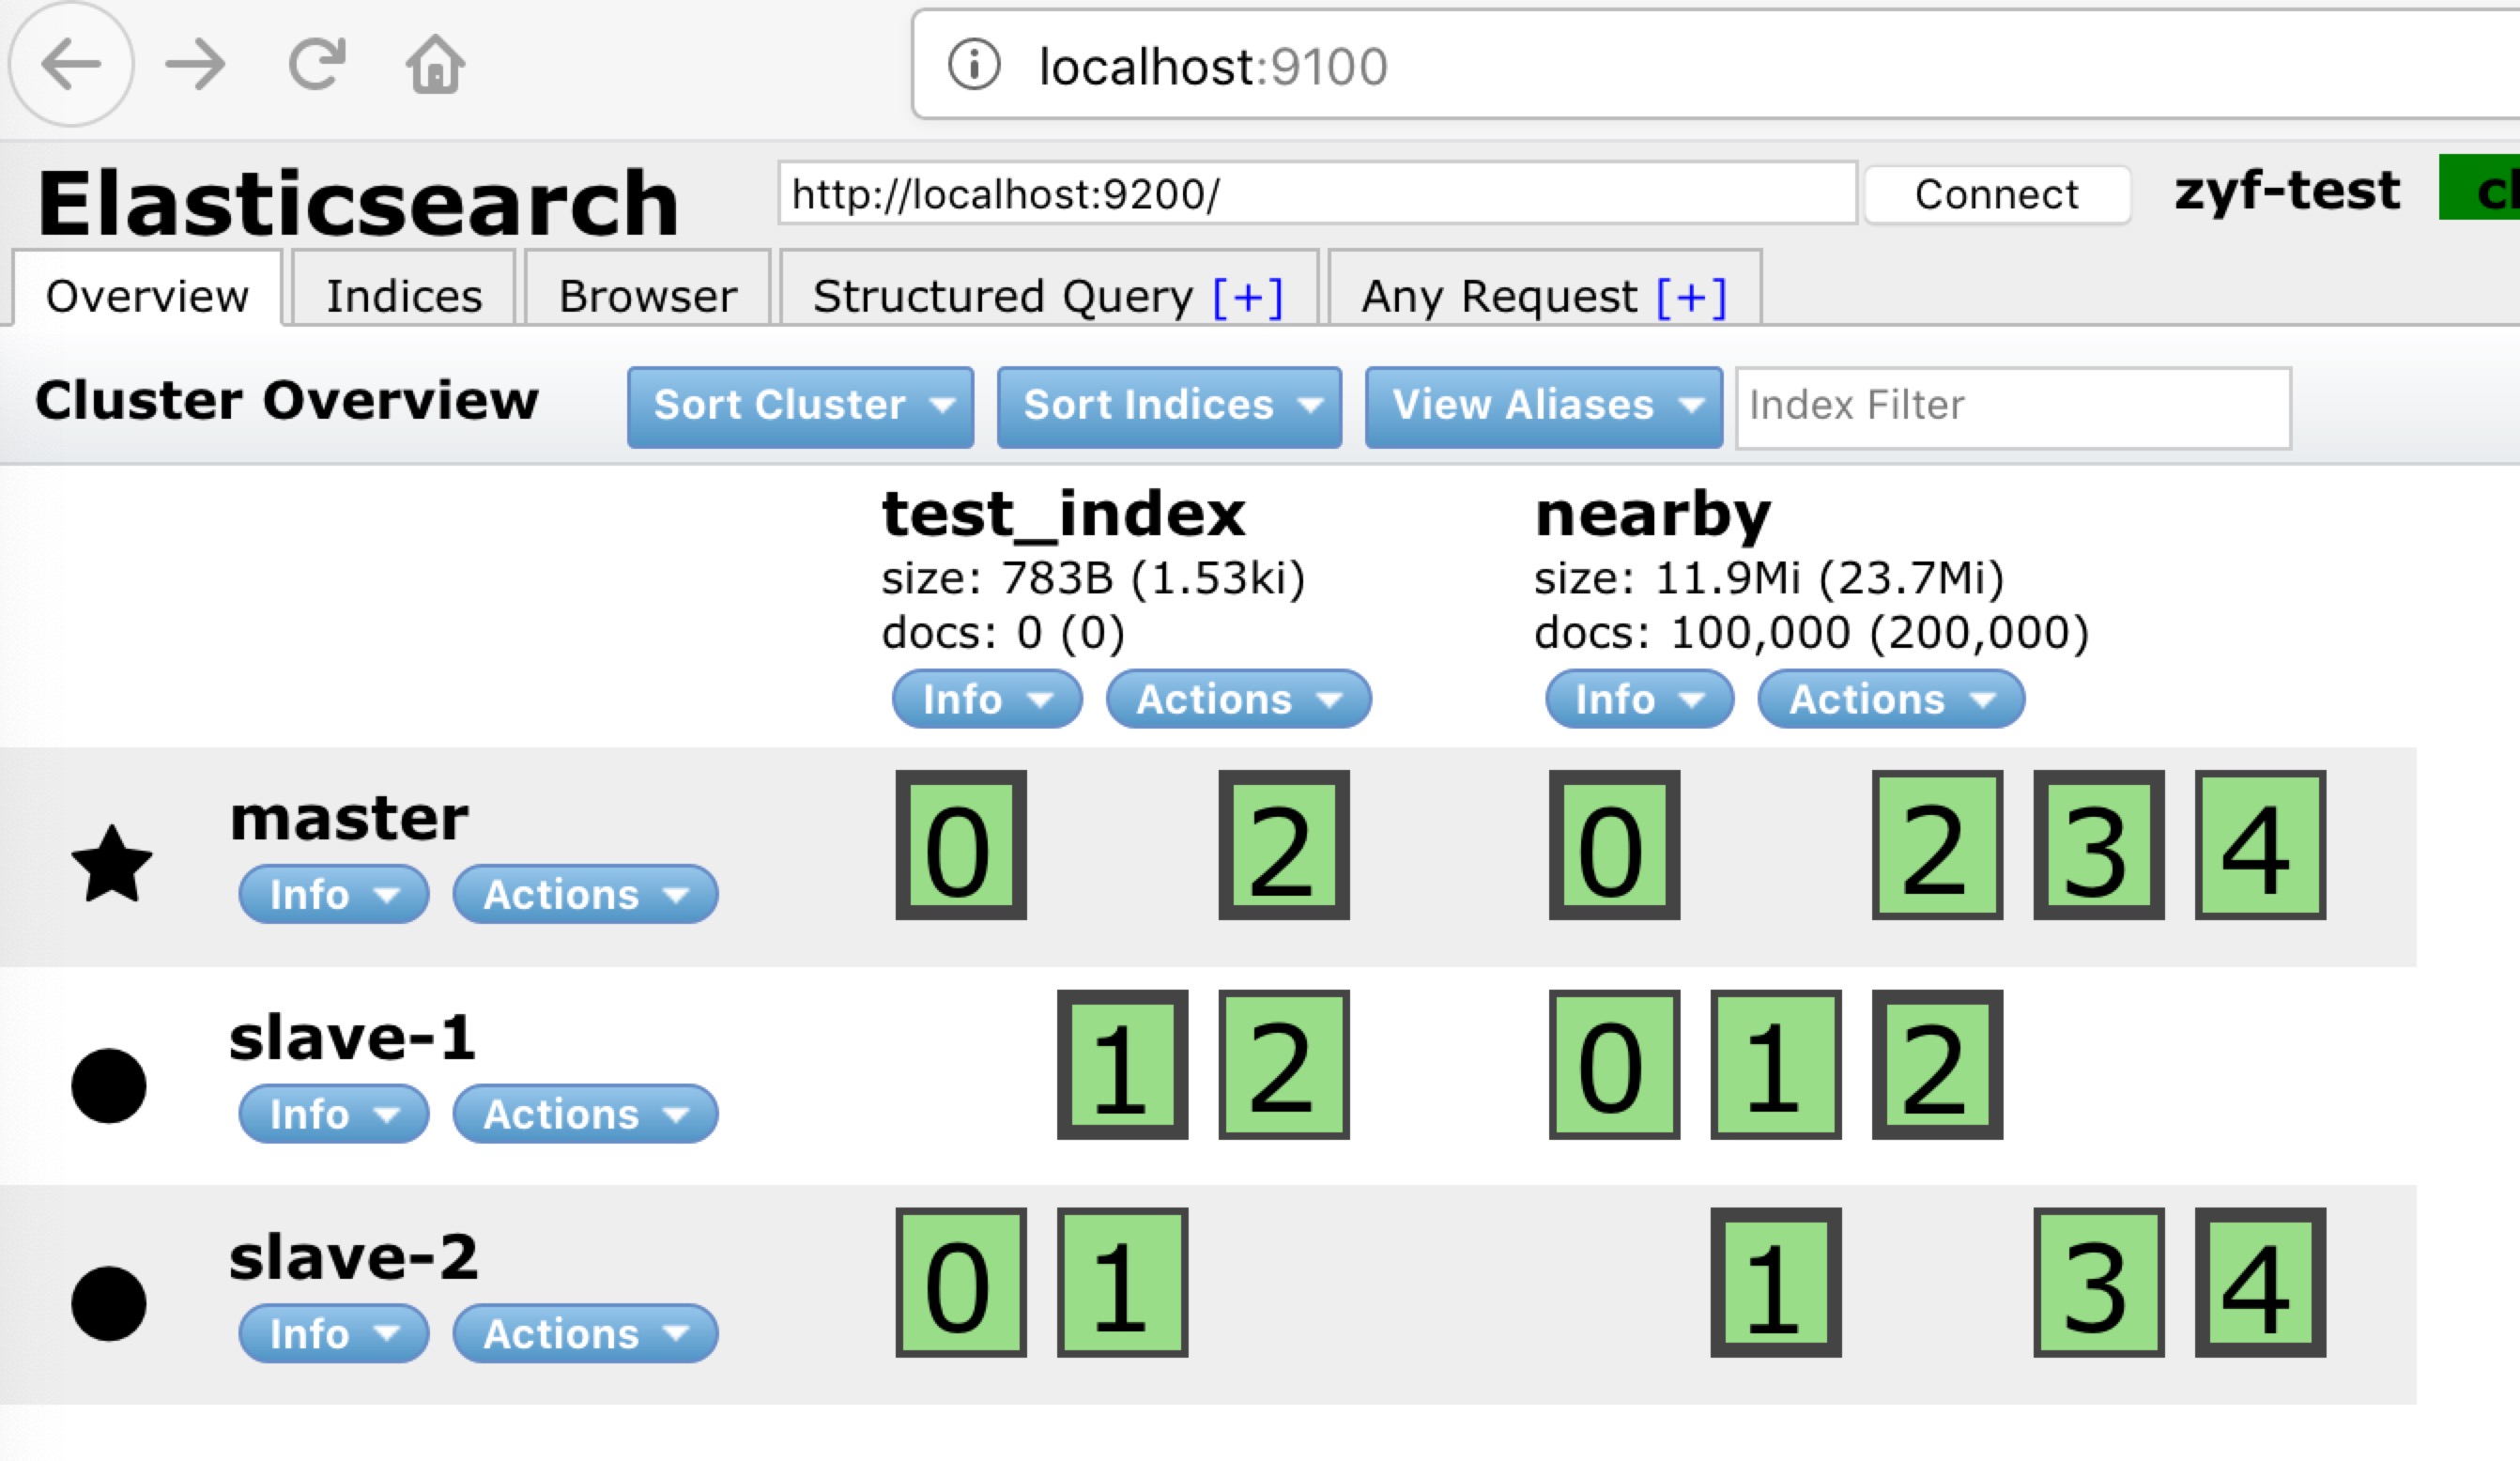 localhost:9100
Elasticsearch http://localhost:9200/ Connect zyf-test
Overview Indices Browser Structured Query [+] Any Request [+]
Cluster Overview Sort Cluster Sort Indices View Aliases Index Filter
test_index nearby
size: 783B (1.53ki) size: 11.9Mi (23.7Mi)
docs: 0 (0) docs: 100,000 (200,000)
Info Actions Info Actions
master 0 2 0 2 3 4
Info Actions
slave-1 1 2 0 1 2
Info Actions
slave-2 0 1 1 3 4
Info Actions